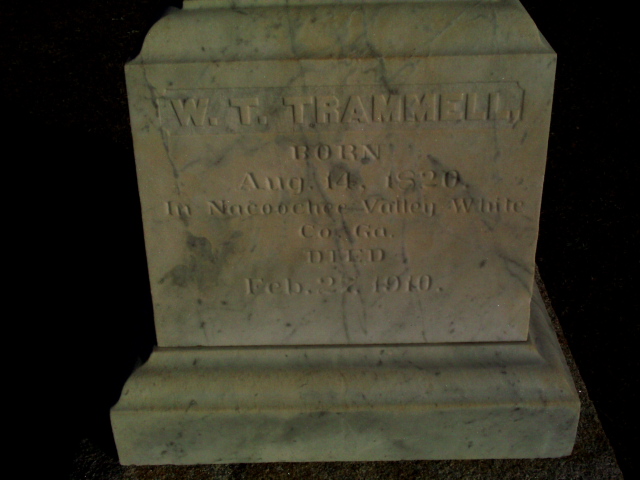 W. T. TRAMMELL,
BORN
Aug. 14, 1820.
In Nacoochee Valley White
Co. Ga.
DIED
Feb. 27, 1910.